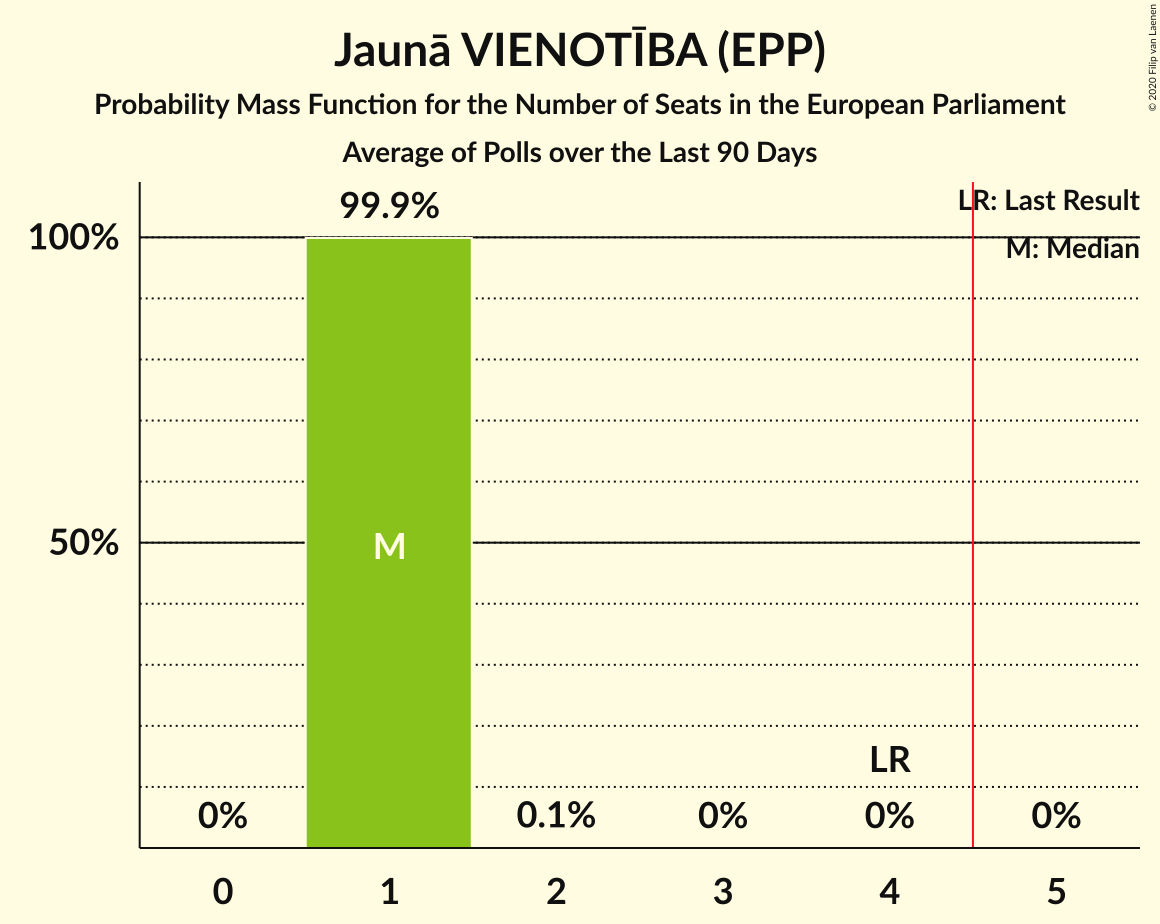 Jaunā VIENOTĪBA (EPP)
Probability Mass Function for the Number of Seats in the European Parliament
Average of Polls over the Last 90 Days
© 2020 Filip van Laenen
99.9%
LR: Last Result
100%
M: Median
50%
M
LR
0%
0.1%
0%
0%
0%
0
1
2
3
4
5